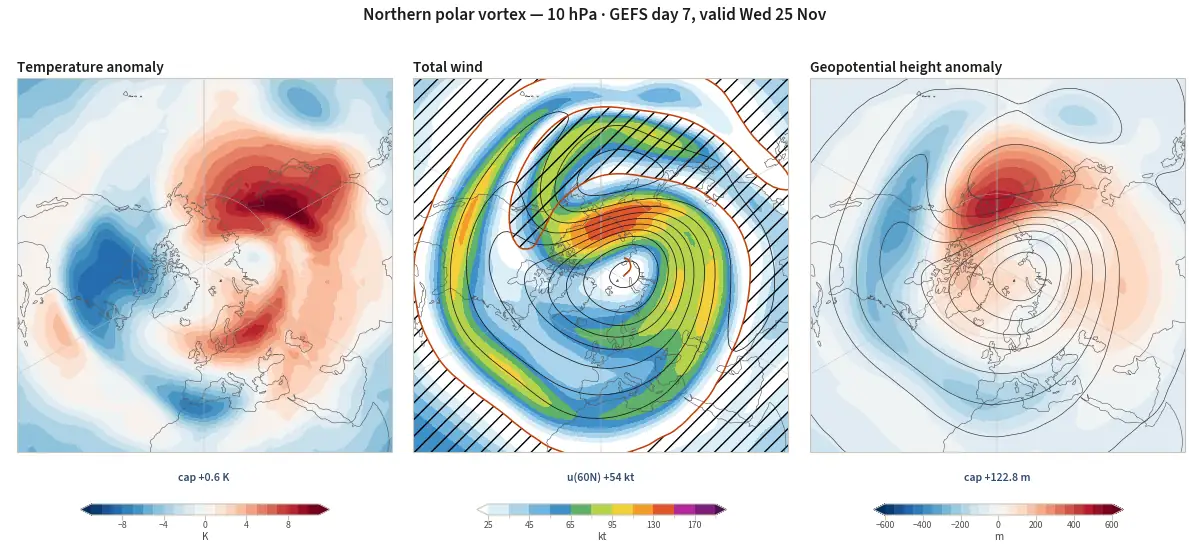 Northern polar vortex — 10 hPa · GEFS day 7, valid Wed 25 Nov
Temperature anomaly
Total wind
Geopotential height anomaly
cap +0.6 K
u(60N) +54 kt
cap +122.8 m
−8 −4 0 4 8
K
25 45 65 95 130 170
kt
−600 −400 −200 0 200 400 600
m